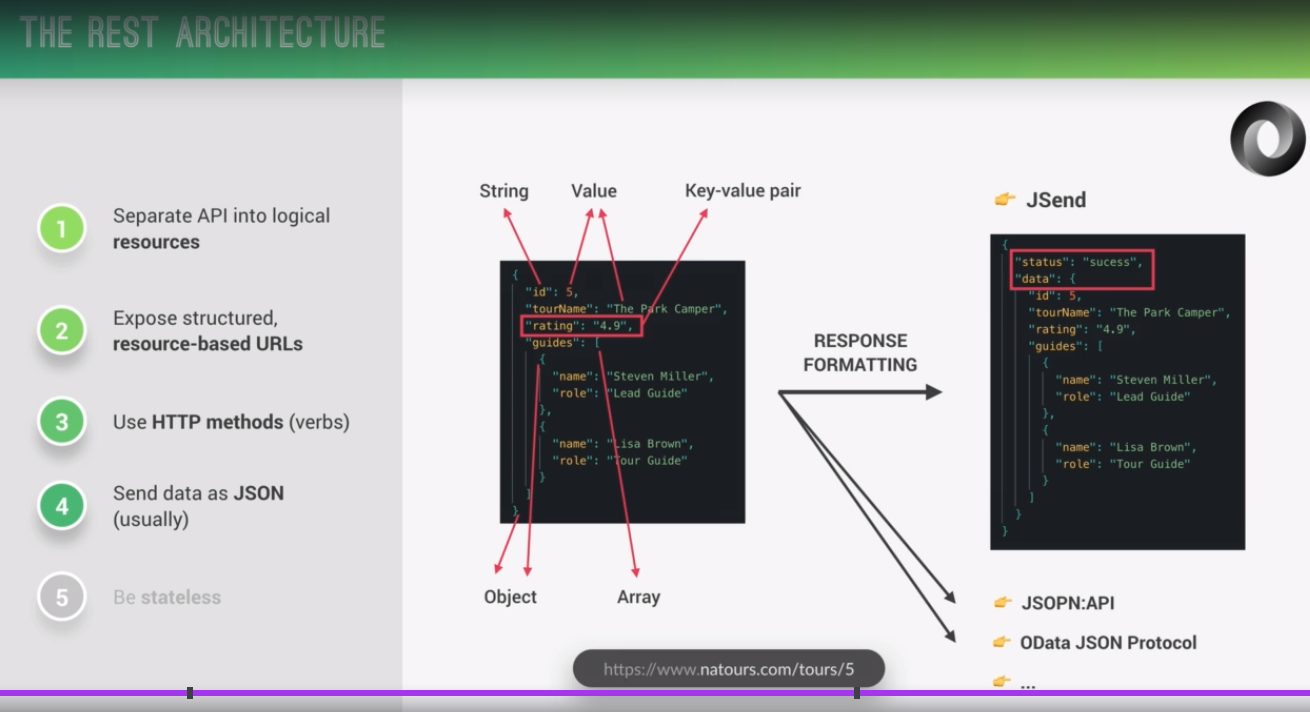 THE REST ARCHITECTURE
1
Separate API into logical
resources
2
Expose structured,
resource-based URLs
3
Use HTTP methods (verbs)
4
Send data as JSON
(usually)
5
Be stateless
String
Value
Key-value pair
{
"id": 5,
"tourName": "The Park Camper",
"rating": "4.9",
"guides": [
{
"name": "Steven Miller",
"role": "Lead Guide"
},
{
"name": "Lisa Brown",
"role": "Tour Guide"
}
]
}
Object
Array
RESPONSE
FORMATTING
👉 JSend
{
"status": "sucess",
"data": {
"id": 5,
"tourName": "The Park Camper",
"rating": "4.9",
"guides": [
{
"name": "Steven Miller",
"role": "Lead Guide"
},
{
"name": "Lisa Brown",
"role": "Tour Guide"
}
]
}
}
👉 JSOPN:API
👉 OData JSON Protocol
👉 ...
https://www.natours.com/tours/5